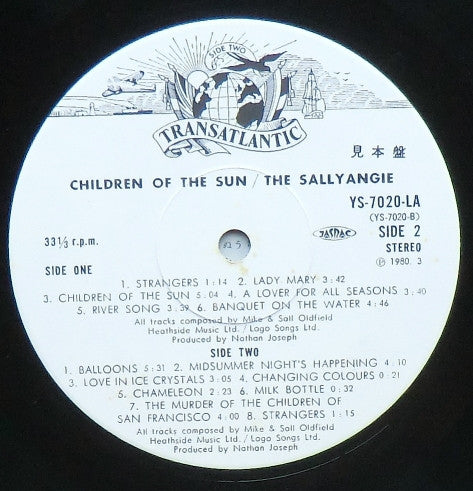 SIDE TWO
TRANSATLANTIC
見本盤
CHILDREN OF THE SUN / THE SALLYANGIE
YS-7020-LA
(YS-7020-B)
33⅓ r.p.m.
JASRAC
SIDE 2
STEREO
Ⓟ 1980. 3
SIDE ONE
1. STRANGERS 1:14 2. LADY MARY 3:42
3. CHILDREN OF THE SUN 5:04 4. A LOVER FOR ALL SEASONS 3:40
5. RIVER SONG 3:39 6. BANQUET ON THE WATER 4:46
All tracks composed by Mike & Sall Oldfield
Heathside Music Ltd. / Logo Songs Ltd.
Produced by Nathan Joseph
SIDE TWO
1. BALLOONS 5:31 2. MIDSUMMER NIGHT'S HAPPENING 4:10
3. LOVE IN ICE CRYSTALS 3:05 4. CHANGING COLOURS 0:21
5. CHAMELEON 2:23 6. MILK BOTTLE 0:32
7. THE MURDER OF THE CHILDREN OF
SAN FRANCISCO 4:00 8. STRANGERS 1:15
All tracks composed by Mike & Sall Oldfield
Heathside Music Ltd. / Logo Songs Ltd.
Produced by Nathan Joseph